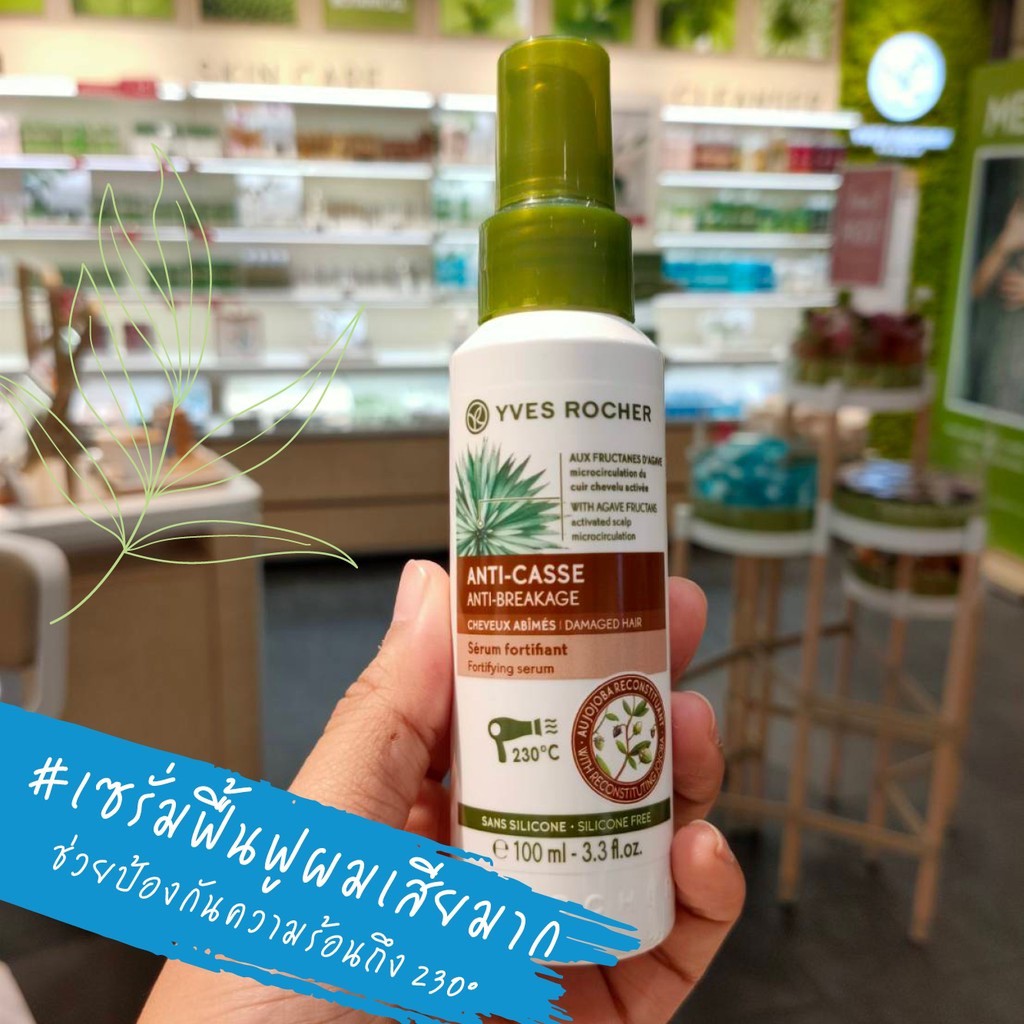 SKIN CARE
CLEANSER
ME
YVES ROCHER
AUX FRUCTANES D'AGAVE
microcirculation du
cuir chevelu activée
WITH AGAVE FRUCTANS
activated scalp
microcirculation
ANTI-CASSE
ANTI-BREAKAGE
CHEVEUX ABÎMÉS | DAMAGED HAIR
Sérum fortifiant
Fortifying serum
230°C
AU JOJOBA RECONSTITUANT
WITH RECONSTITUTING JOJOBA
SANS SILICONE • SILICONE FREE
e 100 ml - 3.3 fl.oz.
#เซรั่มฟื้นฟูผมเสียมาก
ช่วยป้องกันความร้อนถึง 230°